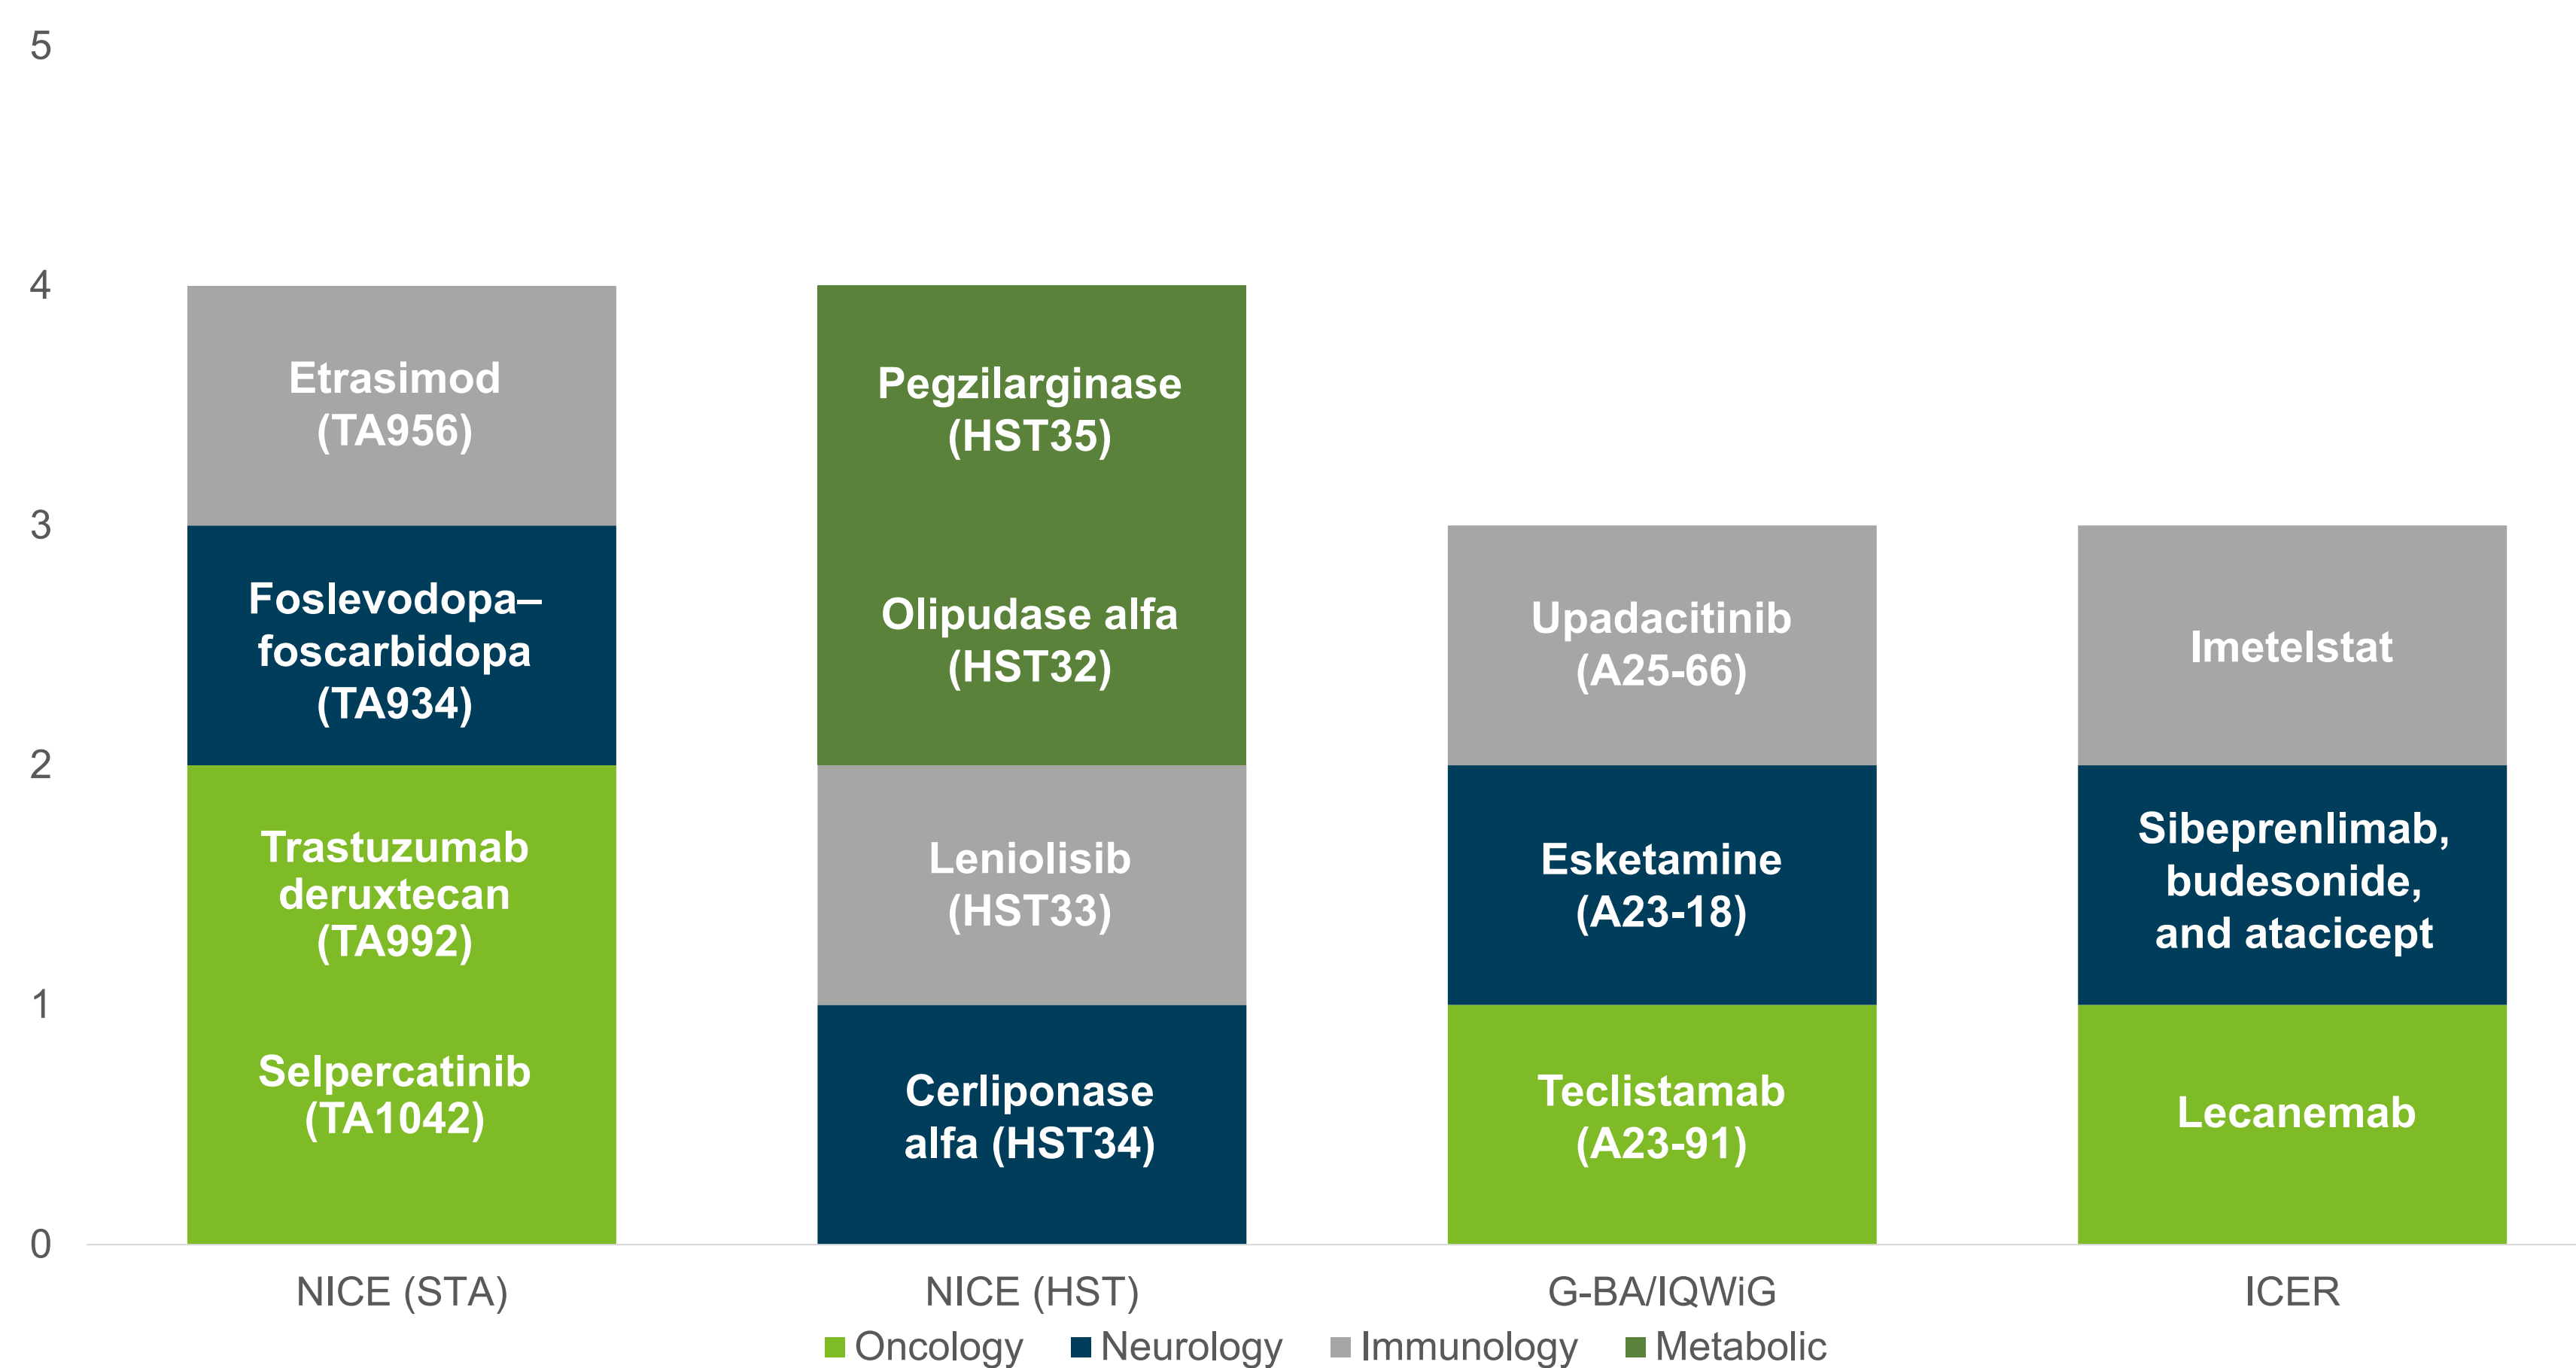 5
4
3
2
1
0
Etrasimod
(TA956)
Foslevodopa–
foscarbidopa
(TA934)
Trastuzumab
deruxtecan
(TA992)
Selpercatinib
(TA1042)
Pegzilarginase
(HST35)
Olipudase alfa
(HST32)
Leniolisib
(HST33)
Cerliponase
alfa (HST34)
Upadacitinib
(A25-66)
Esketamine
(A23-18)
Teclistamab
(A23-91)
Imetelstat
Sibeprenlimab,
budesonide,
and atacicept
Lecanemab
NICE (STA)
NICE (HST)
G-BA/IQWiG
ICER
Oncology
Neurology
Immunology
Metabolic